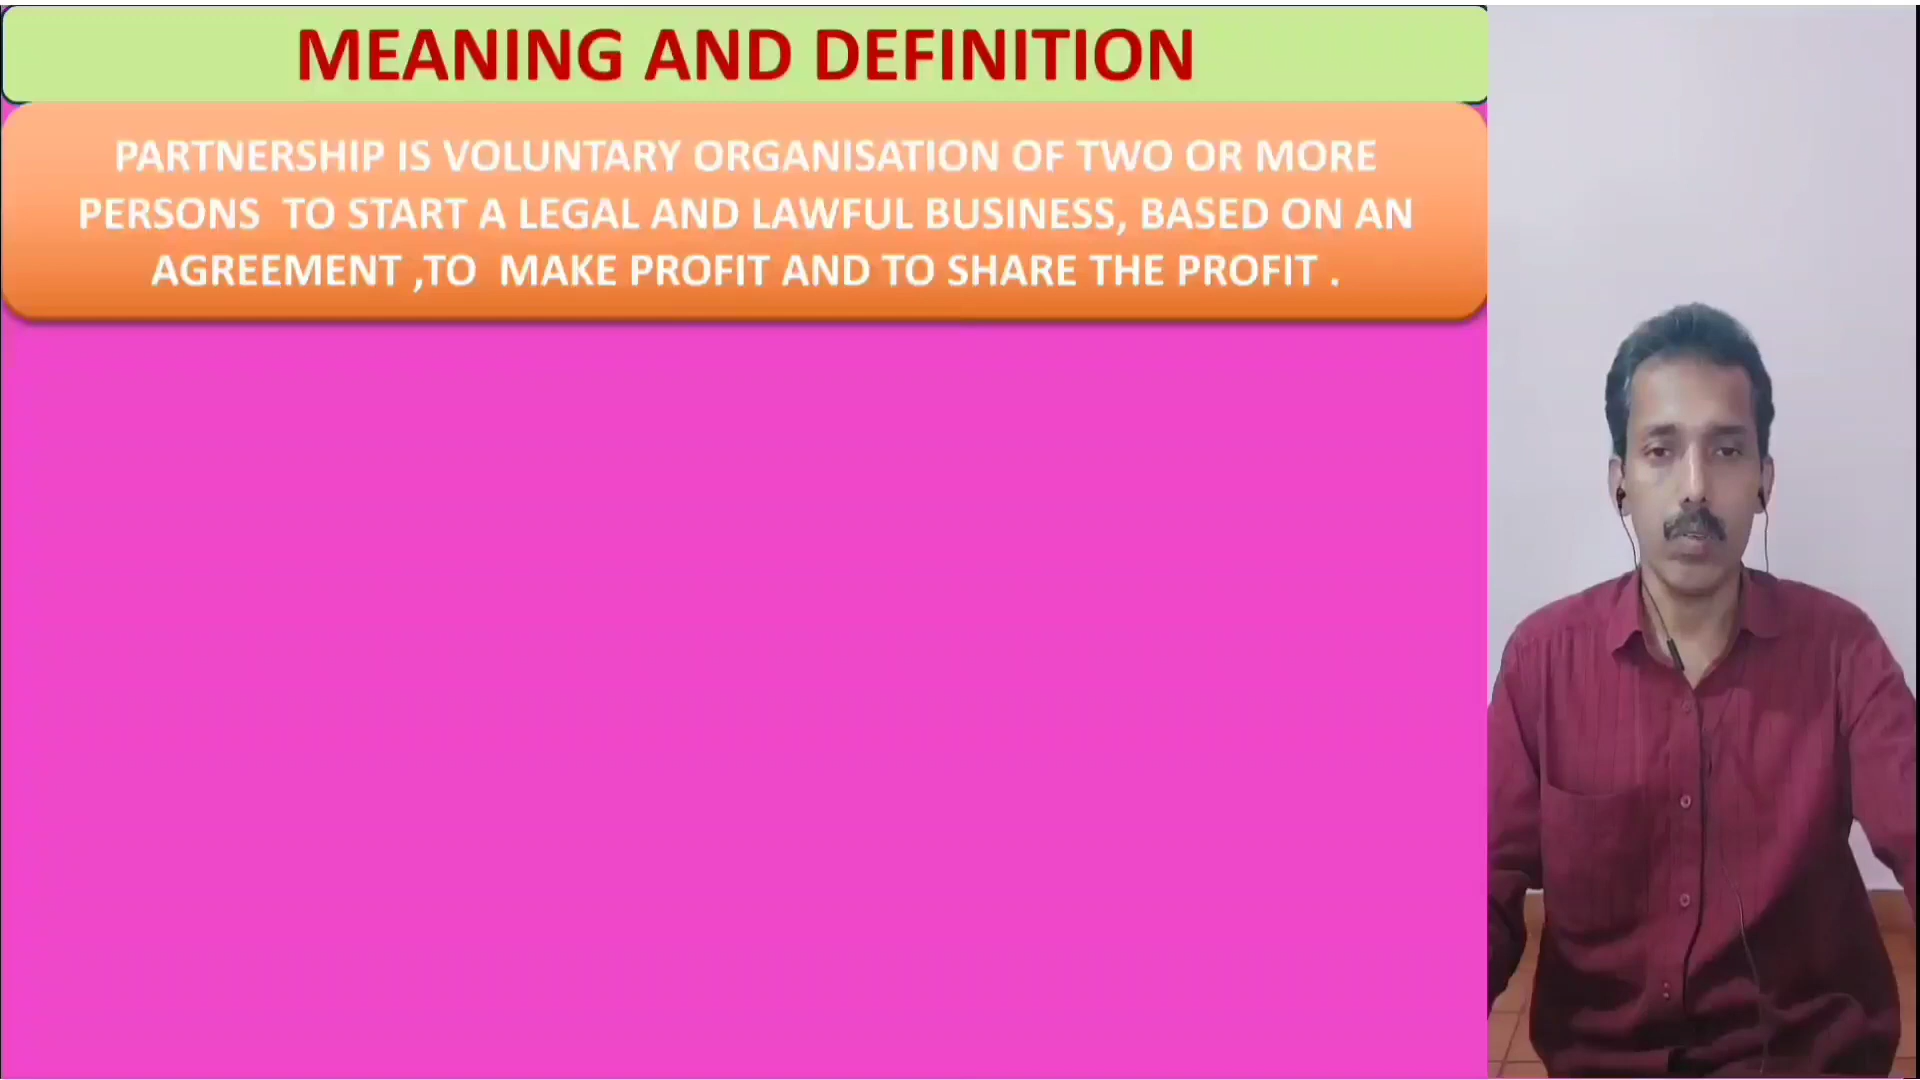 MEANING AND DEFINITION
PARTNERSHIP IS VOLUNTARY ORGANISATION OF TWO OR MORE
PERSONS  TO START A LEGAL AND LAWFUL BUSINESS, BASED ON AN
AGREEMENT ,TO  MAKE PROFIT AND TO SHARE THE PROFIT .